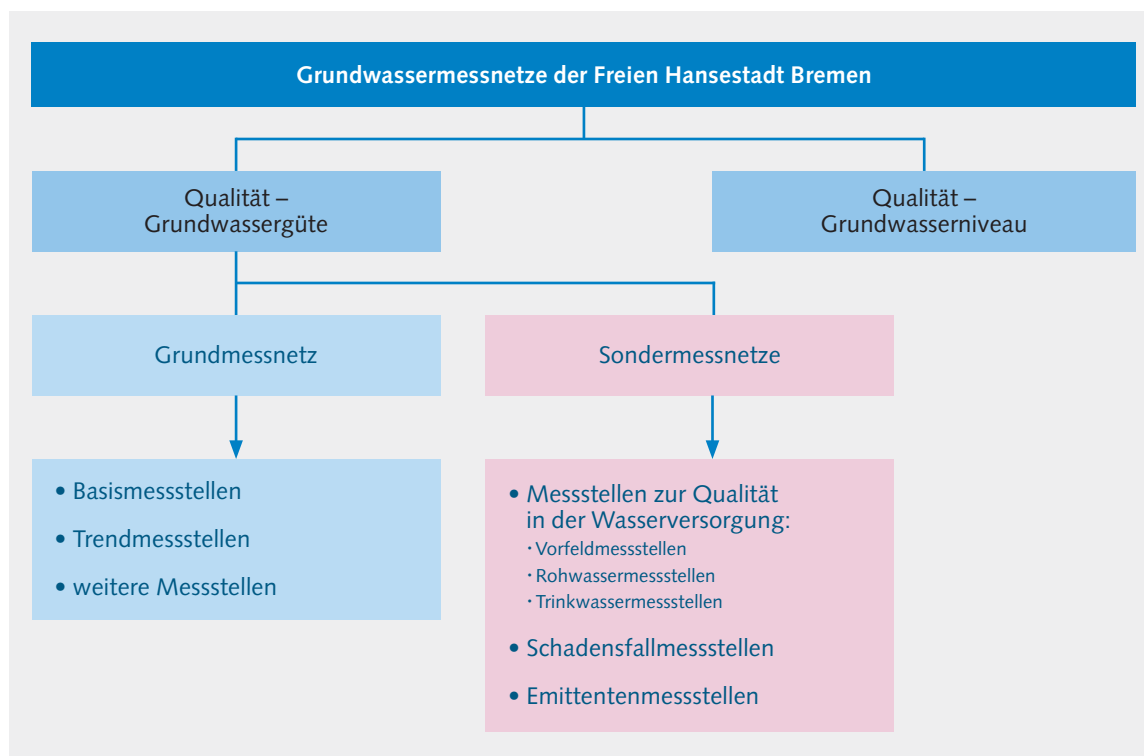 Grundwassermessnetze der Freien Hansestadt Bremen
Qualität –
Grundwassergüte
Qualität –
Grundwasserniveau
Grundmessnetz
Sondermessnetze
• Basismessstellen
• Trendmessstellen
• weitere Messstellen
• Messstellen zur Qualität
in der Wasserversorgung:
· Vorfeldmessstellen
· Rohwassermessstellen
· Trinkwassermessstellen
• Schadensfallmessstellen
• Emittentenmessstellen